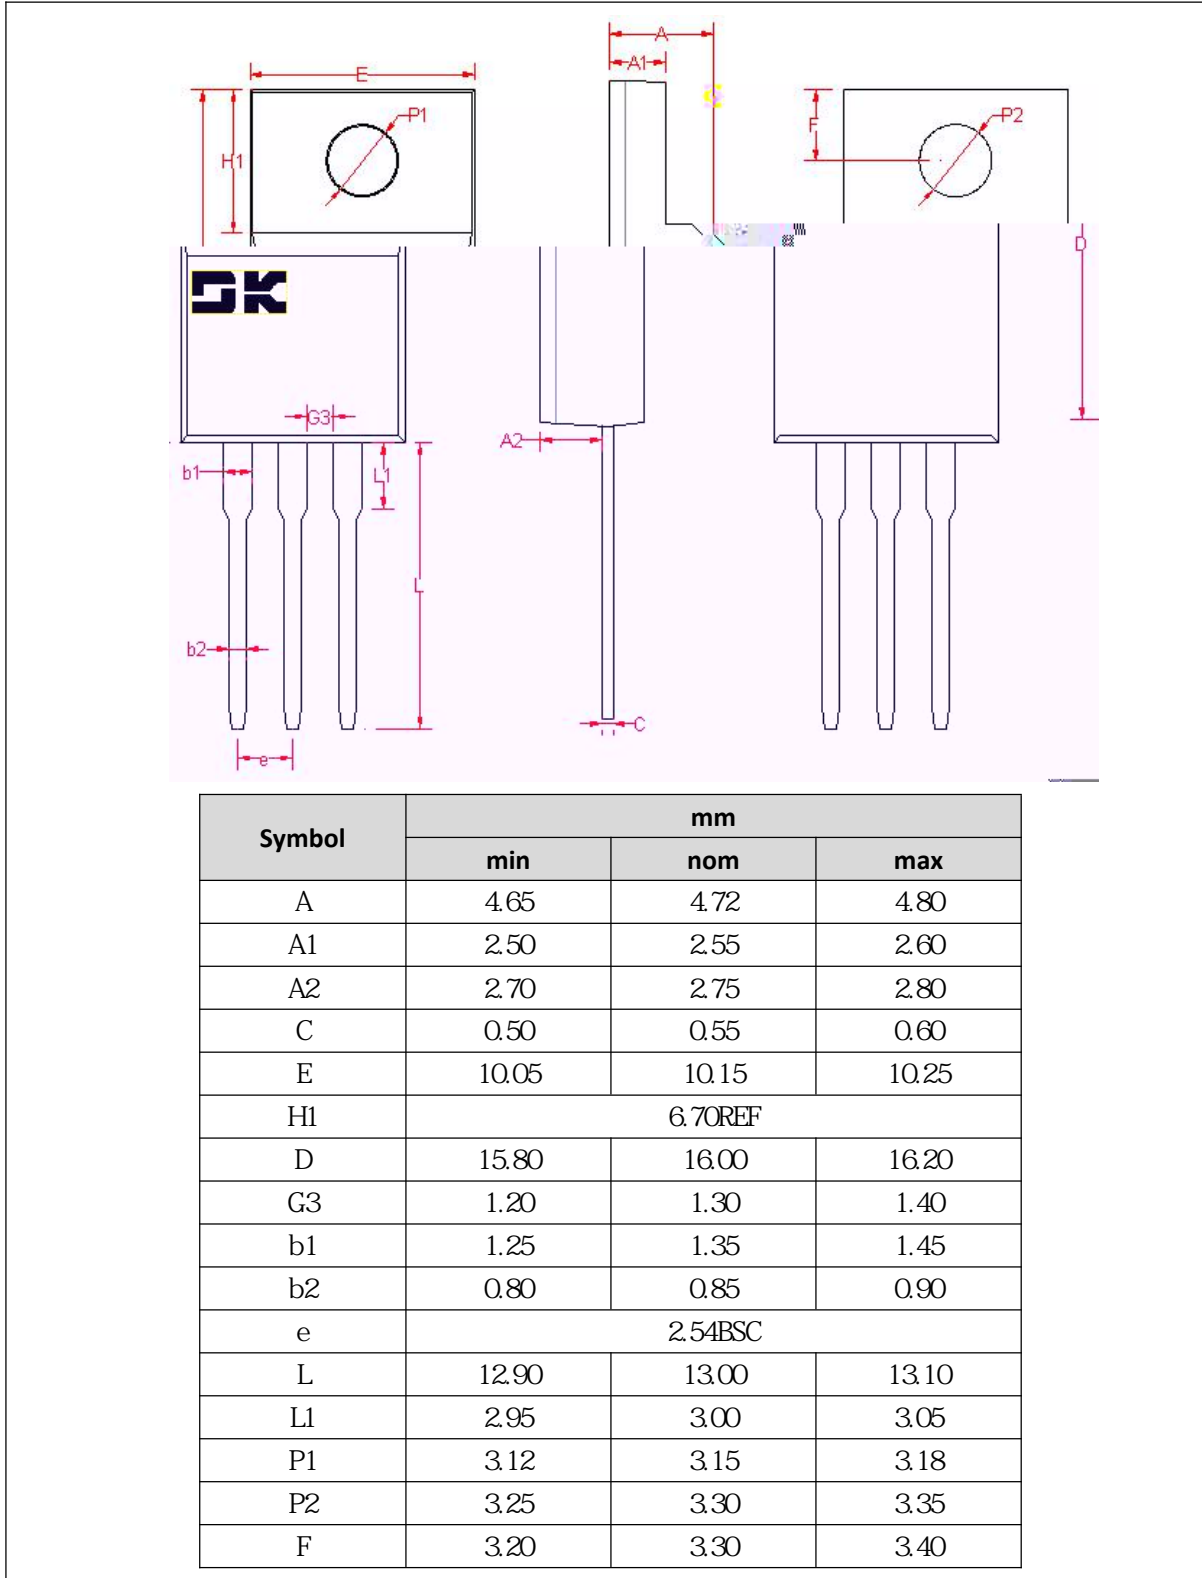 A
A1
E
P1
P2
F
H1
D
DK
G3
A2
b1
L1
L
b2
C
e
Symbol mm
min nom max
A 4.65 4.72 4.80
A1 2.50 2.55 2.60
A2 2.70 2.75 2.80
C 0.50 0.55 0.60
E 10.05 10.15 10.25
H1 6.70REF
D 15.80 16.00 16.20
G3 1.20 1.30 1.40
b1 1.25 1.35 1.45
b2 0.80 0.85 0.90
e 2.54BSC
L 12.90 13.00 13.10
L1 2.95 3.00 3.05
P1 3.12 3.15 3.18
P2 3.25 3.30 3.35
F 3.20 3.30 3.40